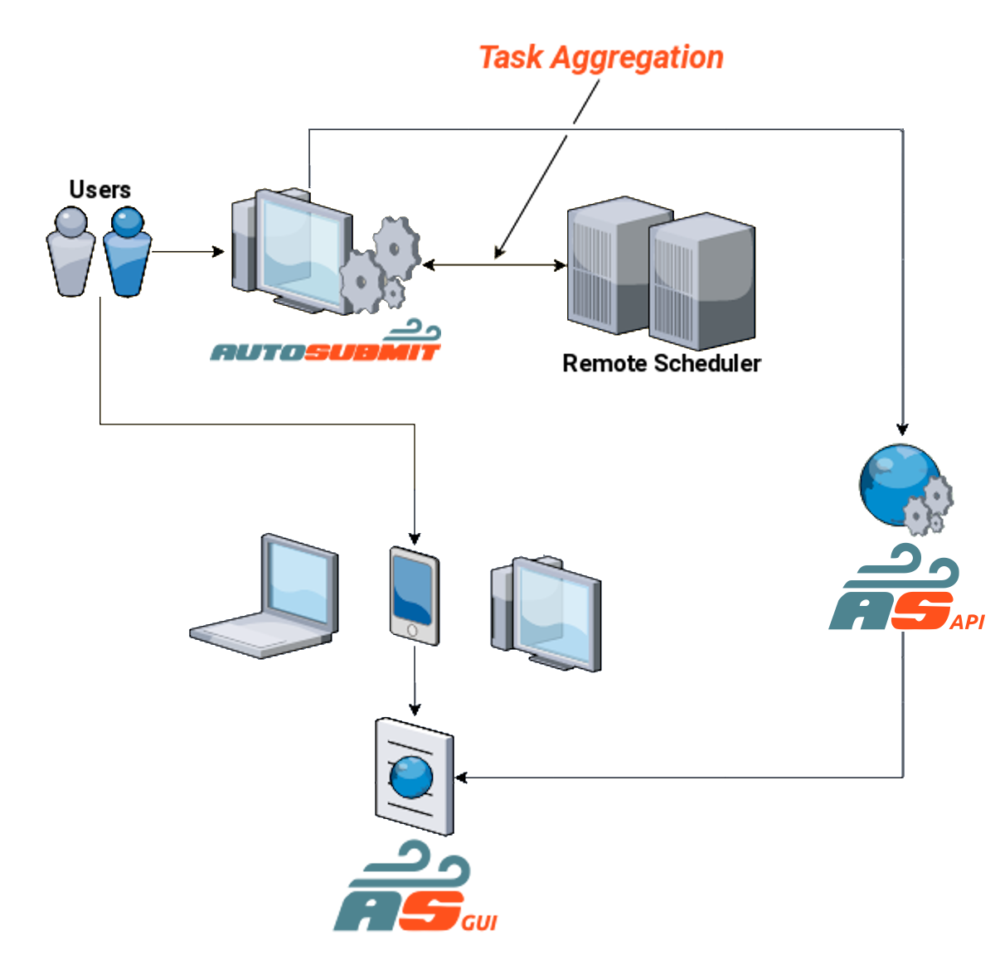 Task Aggregation
Users
AUTOSUBMIT
Remote Scheduler
AS API
AS GUI